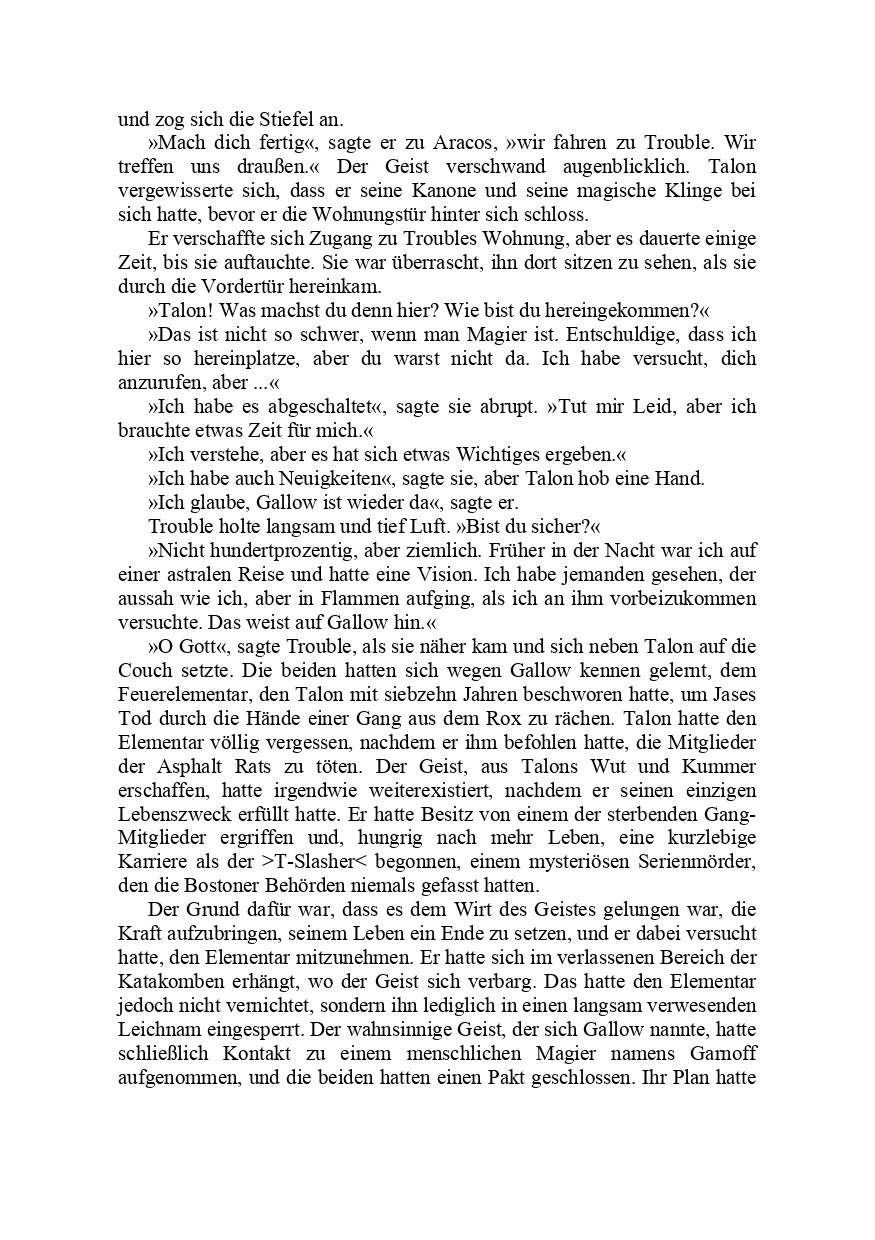 und zog sich die Stiefel an.
»Mach dich fertig«, sagte er zu Aracos, »wir fahren zu Trouble. Wir
treffen uns draußen.« Der Geist verschwand augenblicklich. Talon
vergewisserte sich, dass er seine Kanone und seine magische Klinge bei
sich hatte, bevor er die Wohnungstür hinter sich schloss.
Er verschaffte sich Zugang zu Troubles Wohnung, aber es dauerte einige
Zeit, bis sie auftauchte. Sie war überrascht, ihn dort sitzen zu sehen, als sie
durch die Vordertür hereinkam.
»Talon! Was machst du denn hier? Wie bist du hereingekommen?«
»Das ist nicht so schwer, wenn man Magier ist. Entschuldige, dass ich
hier so hereinplatze, aber du warst nicht da. Ich habe versucht, dich
anzurufen, aber ...«
»Ich habe es abgeschaltet«, sagte sie abrupt. »Tut mir Leid, aber ich
brauchte etwas Zeit für mich.«
»Ich verstehe, aber es hat sich etwas Wichtiges ergeben.«
»Ich habe auch Neuigkeiten«, sagte sie, aber Talon hob eine Hand.
»Ich glaube, Gallow ist wieder da«, sagte er.
Trouble holte langsam und tief Luft. »Bist du sicher?«
»Nicht hundertprozentig, aber ziemlich. Früher in der Nacht war ich auf
einer astralen Reise und hatte eine Vision. Ich habe jemanden gesehen, der
aussah wie ich, aber in Flammen aufging, als ich an ihm vorbeizukommen
versuchte. Das weist auf Gallow hin.«
»O Gott«, sagte Trouble, als sie näher kam und sich neben Talon auf die
Couch setzte. Die beiden hatten sich wegen Gallow kennen gelernt, dem
Feuerelementar, den Talon mit siebzehn Jahren beschworen hatte, um Jases
Tod durch die Hände einer Gang aus dem Rox zu rächen. Talon hatte den
Elementar völlig vergessen, nachdem er ihm befohlen hatte, die Mitglieder
der Asphalt Rats zu töten. Der Geist, aus Talons Wut und Kummer
erschaffen, hatte irgendwie weiterexistiert, nachdem er seinen einzigen
Lebenszweck erfüllt hatte. Er hatte Besitz von einem der sterbenden Gang-
Mitglieder ergriffen und, hungrig nach mehr Leben, eine kurzlebige
Karriere als der >T-Slasher< begonnen, einem mysteriösen Serienmörder,
den die Bostoner Behörden niemals gefasst hatten.
Der Grund dafür war, dass es dem Wirt des Geistes gelungen war, die
Kraft aufzubringen, seinem Leben ein Ende zu setzen, und er dabei versucht
hatte, den Elementar mitzunehmen. Er hatte sich im verlassenen Bereich der
Katakomben erhängt, wo der Geist sich verbarg. Das hatte den Elementar
jedoch nicht vernichtet, sondern ihn lediglich in einen langsam verwesenden
Leichnam eingesperrt. Der wahnsinnige Geist, der sich Gallow nannte, hatte
schließlich Kontakt zu einem menschlichen Magier namens Garnoff
aufgenommen, und die beiden hatten einen Pakt geschlossen. Ihr Plan hatte